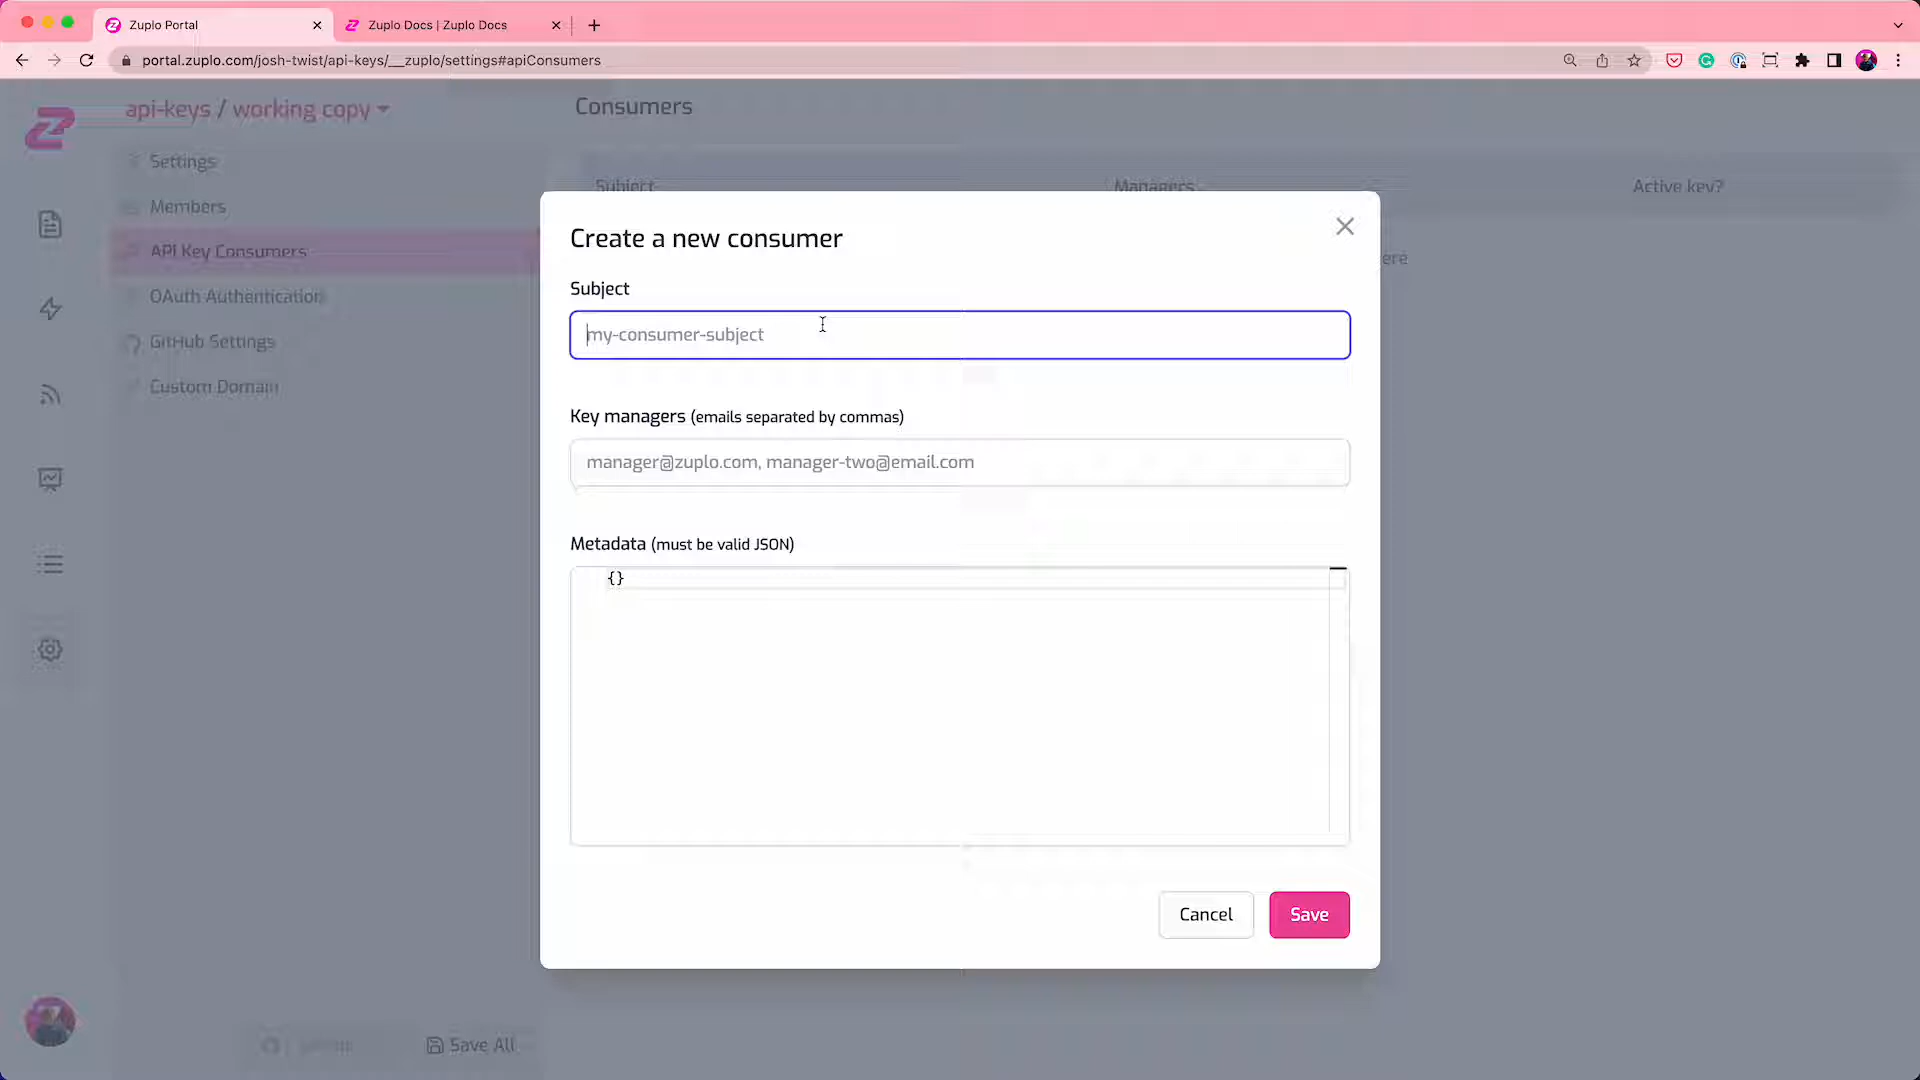 Zuplo Portal
Zuplo Docs | Zuplo Docs
portal.zuplo.com/josh-twist/api-keys/__zuplo/settings#apiConsumers
api-keys / working copy
Consumers
Settings
Subject
Managers
Active key?
Members
API Key Consumers
OAuth Authentication
GitHub Settings
Custom Domain
Create a new consumer
Subject
my-consumer-subject
Key managers (emails separated by commas)
manager@zuplo.com, manager-two@email.com
Metadata (must be valid JSON)
{}
Cancel
Save
Save All